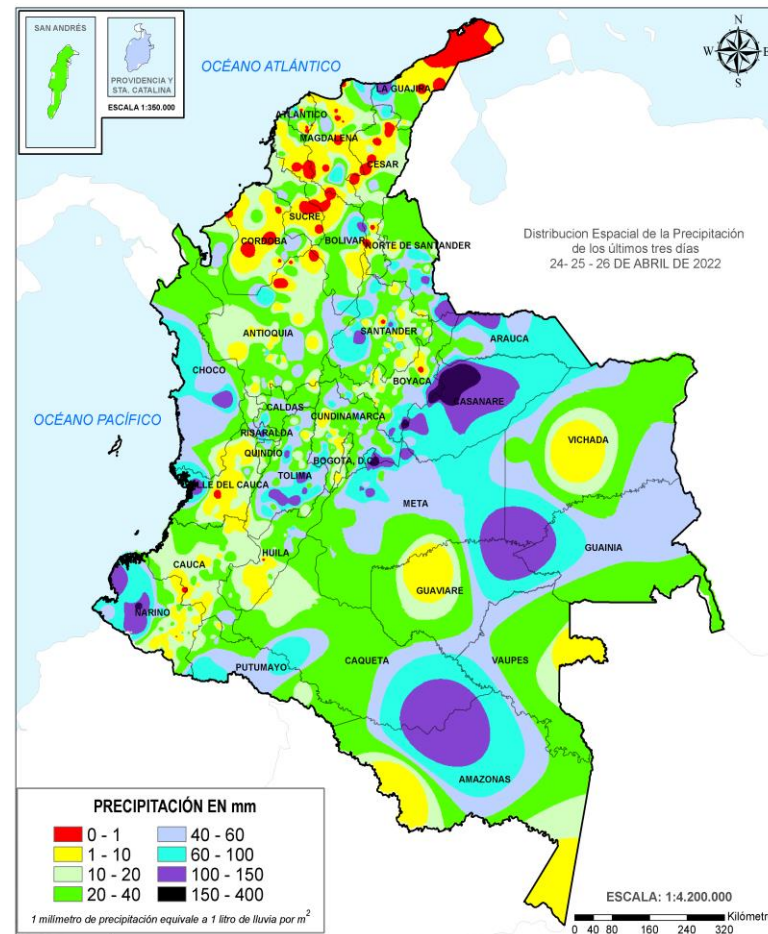 SAN ANDRÉS
PROVIDENCIA Y
STA. CATALINA
ESCALA 1:350.000
OCÉANO ATLÁNTICO
N
W
E
S
LA GUAJIRA
ATLANTICO
MAGDALENA
CESAR
SUCRE
CORDOBA
BOLIVAR
NORTE DE SANTANDER
Distribucion Espacial de la Precipitación
de los últimos tres días
24- 25 - 26 DE ABRIL DE 2022
ANTIOQUIA
SANTANDER
ARAUCA
CHOCO
BOYACA
CASANARE
OCÉANO PACÍFICO
CALDAS
CUNDINAMARCA
RISARALDA
VICHADA
QUINDIO
BOGOTA, D.C.
TOLIMA
VALLE DEL CAUCA
META
GUAINIA
HUILA
CAUCA
GUAVIARE
NARIÑO
CAQUETA
VAUPES
PUTUMAYO
AMAZONAS
PRECIPITACIÓN EN mm
0 - 1
40 - 60
1 - 10
60 - 100
10 - 20
100 - 150
20 - 40
150 - 400
1 milímetro de precipitación equivale a 1 litro de lluvia por m²
ESCALA: 1:4.200.000
Kilómetr
0 40 80 160 240 320